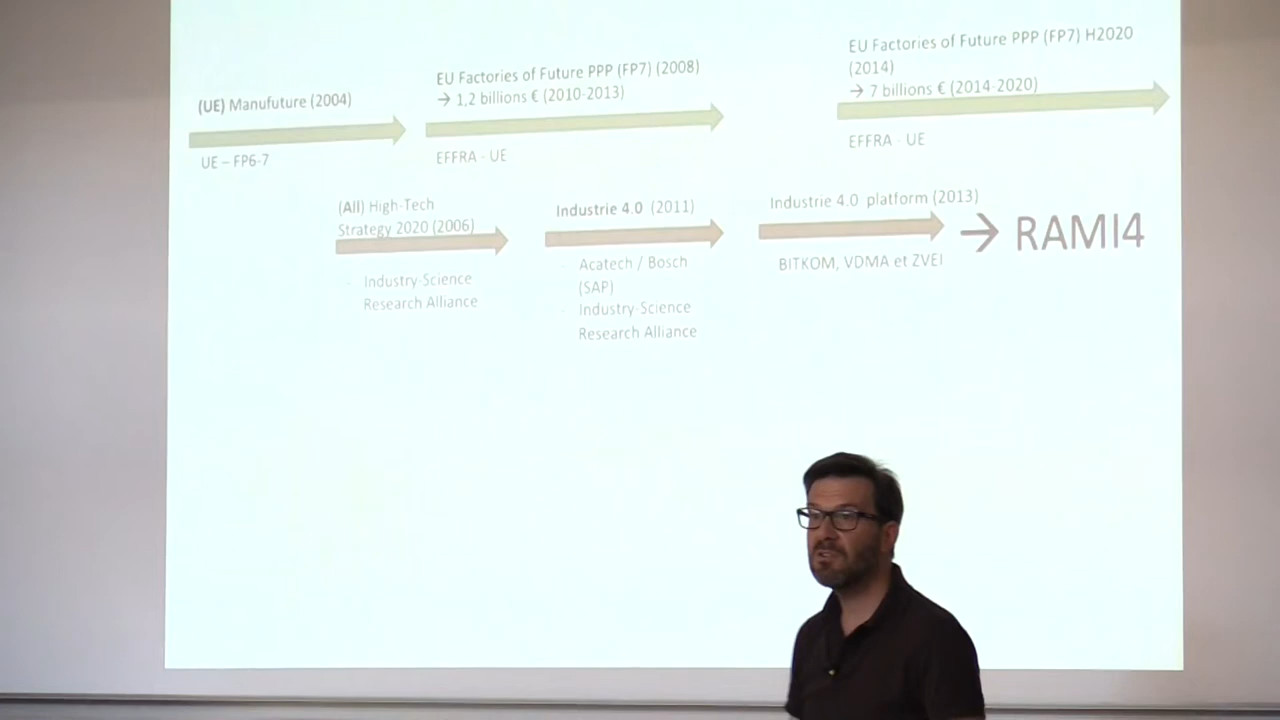 (UE) Manufuture (2004)
UE – FP6-7
EU Factories of Future PPP (FP7) (2008)
→ 1,2 billions € (2010-2013)
EFFRA - UE
EU Factories of Future PPP (FP7) H2020
(2014)
→ 7 billions € (2014-2020)
EFFRA - UE
(All) High-Tech
Strategy 2020 (2006)
- Industry-Science
Research Alliance
Industrie 4.0 (2011)
- Acatech / Bosch
(SAP)
- Industry-Science
Research Alliance
Industrie 4.0 platform (2013)
BITKOM, VDMA et ZVEI
→ RAMI4